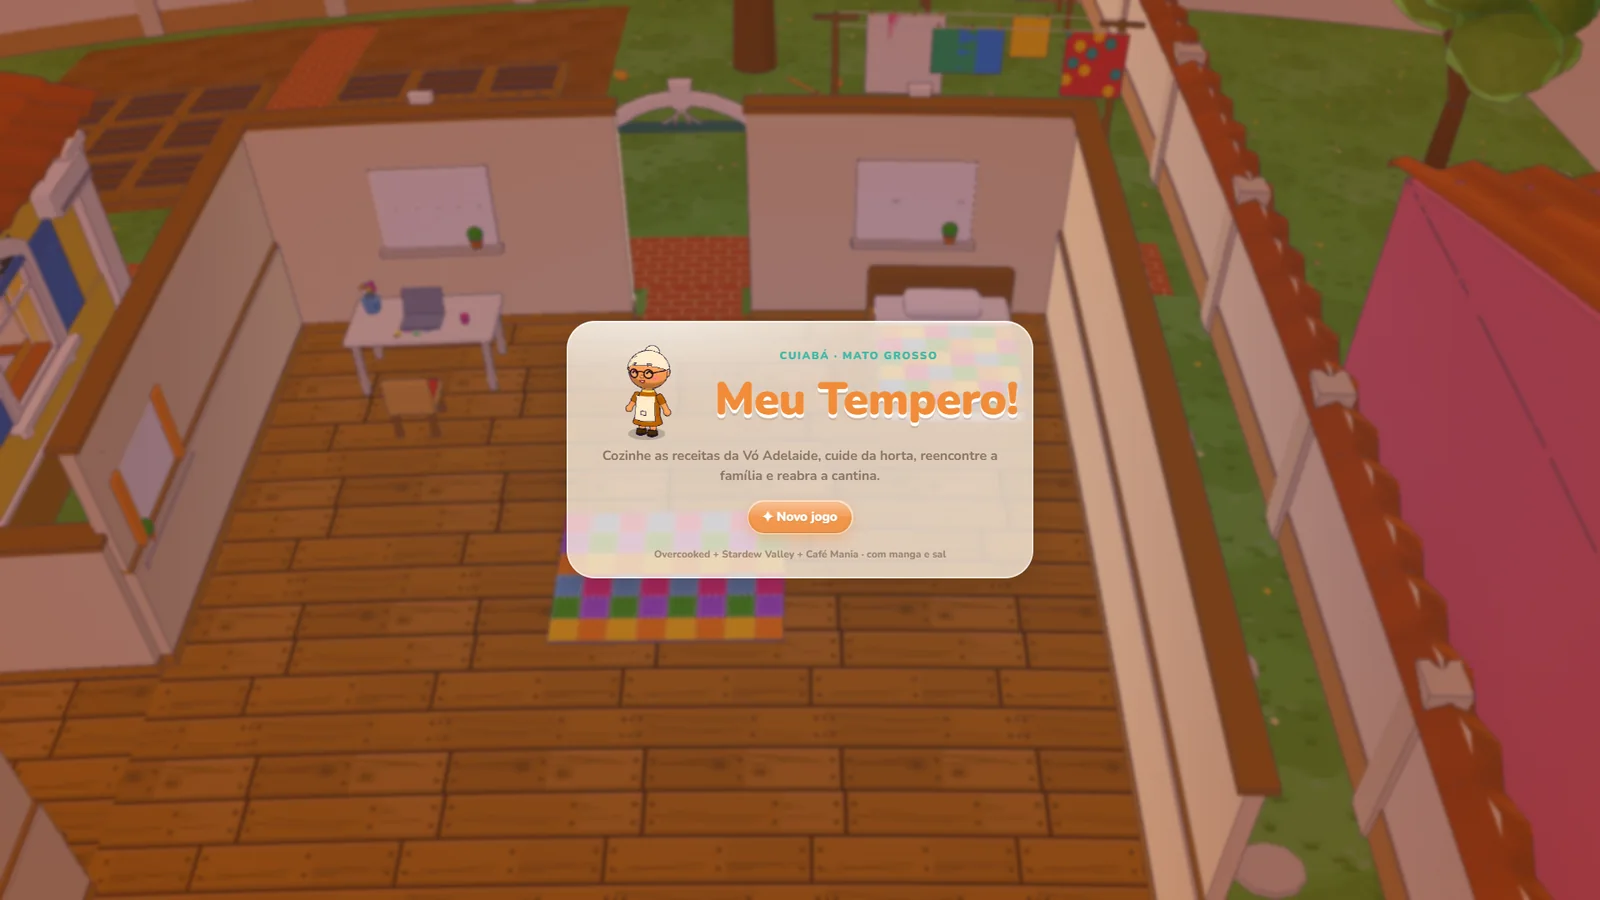 CUIABÁ · MATO GROSSO
Meu Tempero!
Cozinhe as receitas da Vó Adelaide, cuide da horta, reencontre a
família e reabra a cantina.
✦ Novo jogo
Overcooked + Stardew Valley + Café Mania · com manga e sal